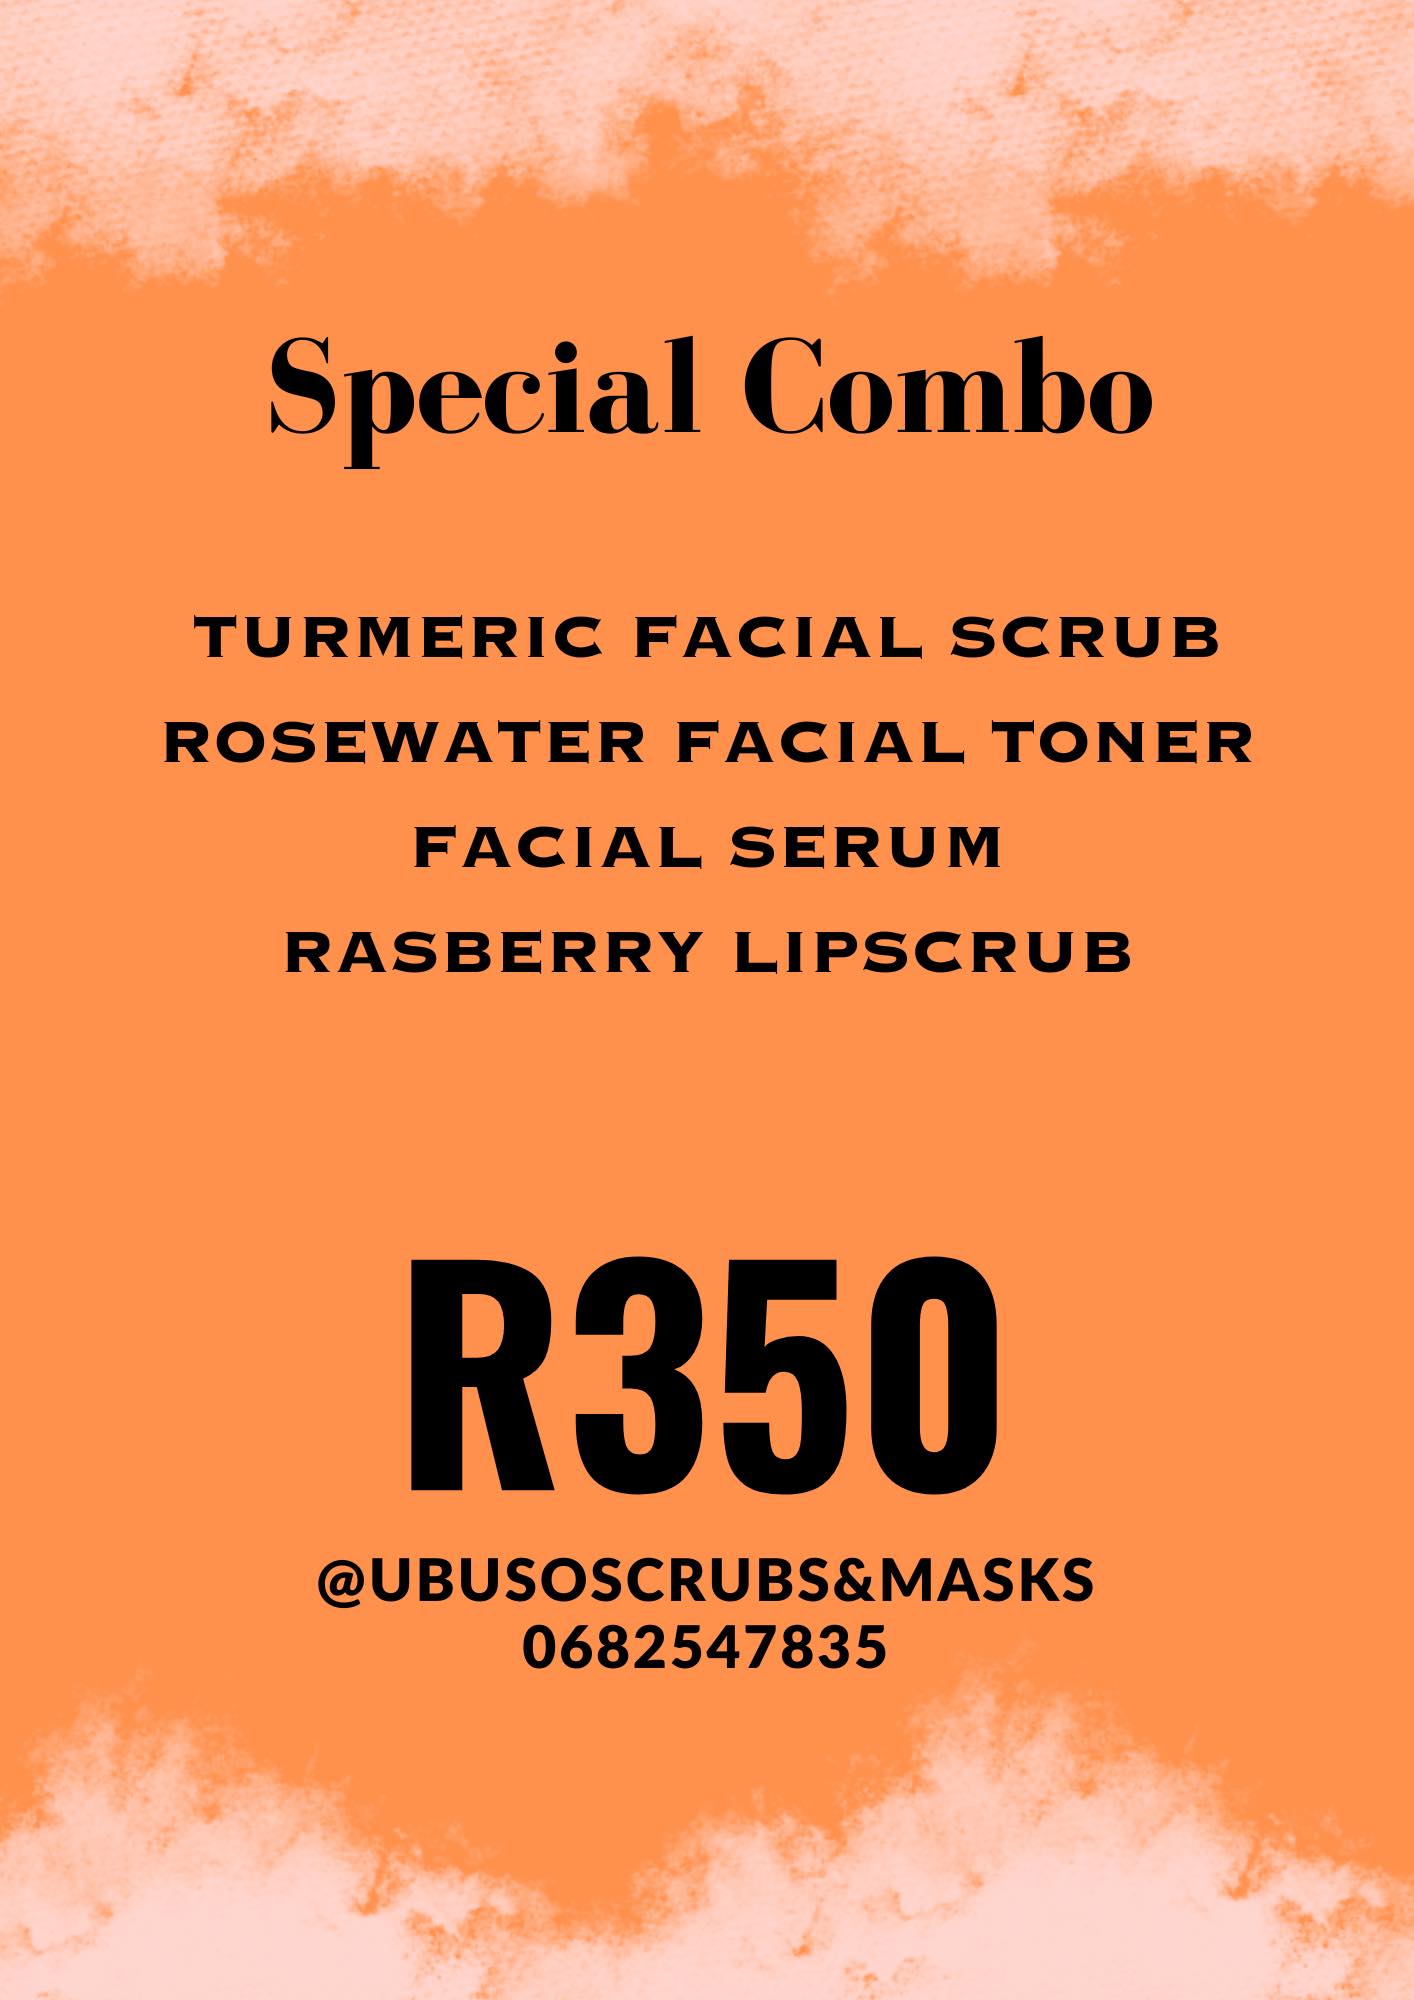 Special Combo
TURMERIC FACIAL SCRUB
ROSEWATER FACIAL TONER
FACIAL SERUM
RASBERRY LIPSCRUB
R350
@UBUSOSCRUBS&MASKS
0682547835